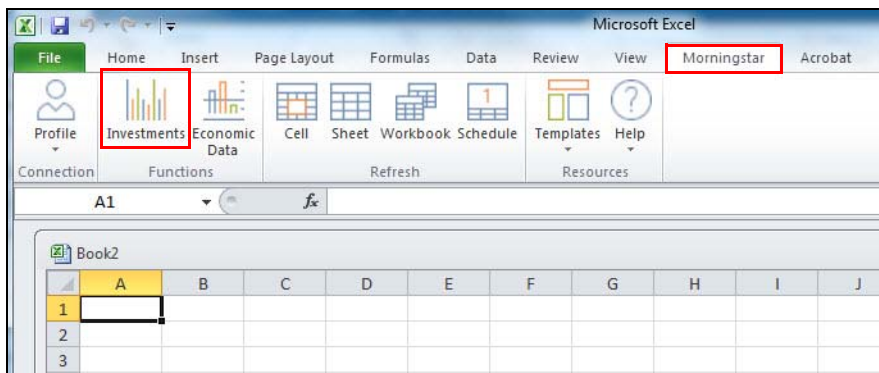 Microsoft Excel
File Home Insert Page Layout Formulas Data Review View Morningstar Acrobat
Profile Investments Economic Data Cell Sheet Workbook Schedule Templates Help
Connection Functions Refresh Resources
A1 fx
Book2
A B C D E F G H I J
1
2
3